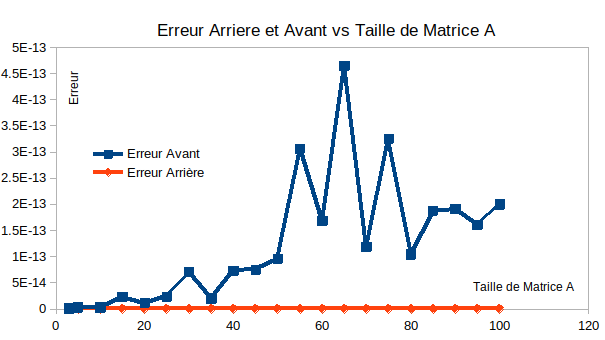 Erreur Arriere et Avant vs Taille de Matrice A
5E-13
4.5E-13
4E-13
3.5E-13
3E-13
2.5E-13
2E-13
1.5E-13
1E-13
5E-14
0
Erreur
Erreur Avant
Erreur Arrière
Taille de Matrice A
0 20 40 60 80 100 120